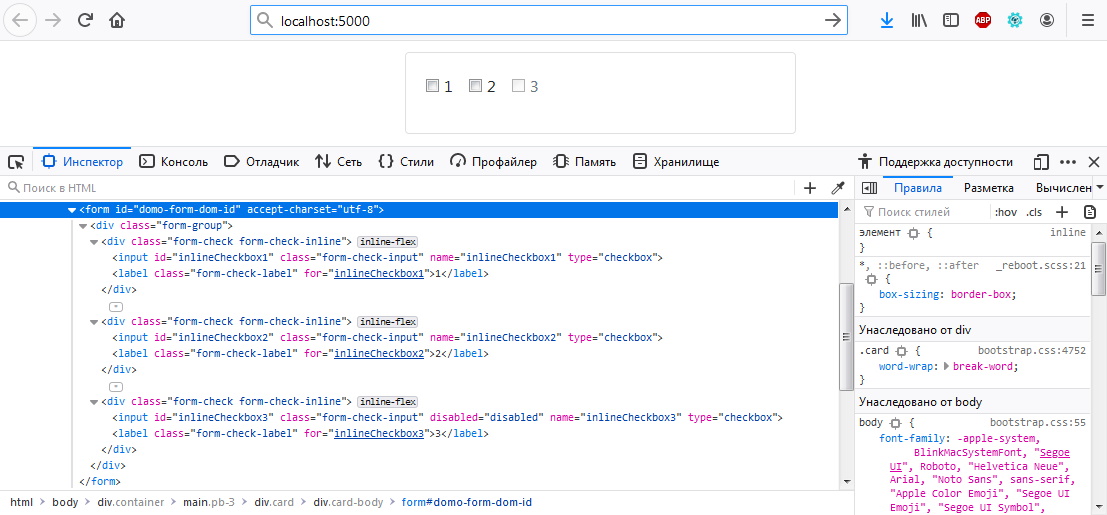 localhost:5000
ABP
1 2 3
Инспектор Консоль Отладчик Сеть Стили Профайлер Память Хранилище Поддержка доступности
Поиск в HTML
<form id="domo-form-dom-id" accept-charset="utf-8">
<div class="form-group">
<div class="form-check form-check-inline"> inline-flex
<input id="inlineCheckbox1" class="form-check-input" name="inlineCheckbox1" type="checkbox">
<label class="form-check-label" for="inlineCheckbox1">1</label>
</div>
<div class="form-check form-check-inline"> inline-flex
<input id="inlineCheckbox2" class="form-check-input" name="inlineCheckbox2" type="checkbox">
<label class="form-check-label" for="inlineCheckbox2">2</label>
</div>
<div class="form-check form-check-inline"> inline-flex
<input id="inlineCheckbox3" class="form-check-input" disabled="disabled" name="inlineCheckbox3" type="checkbox">
<label class="form-check-label" for="inlineCheckbox3">3</label>
</div>
</div>
</form>
html body div.container main.pb-3 div.card div.card-body form#domo-form-dom-id
Правила Вычислен
Поиск стилей :hov .cls
элемент { inline
}
*, ::before, ::after _reboot.scss:21
{
box-sizing: border-box;
}
Унаследовано от div
.card { bootstrap.css:4752
word-wrap: break-word;
}
Унаследовано от body
body { bootstrap.css:55
font-family: -apple-system,
BlinkMacSystemFont, "Segoe
UI", Roboto, "Helvetica Neue",
Arial, "Noto Sans", sans-serif,
"Apple Color Emoji", "Segoe UI
Emoji", "Segoe UI Symbol",